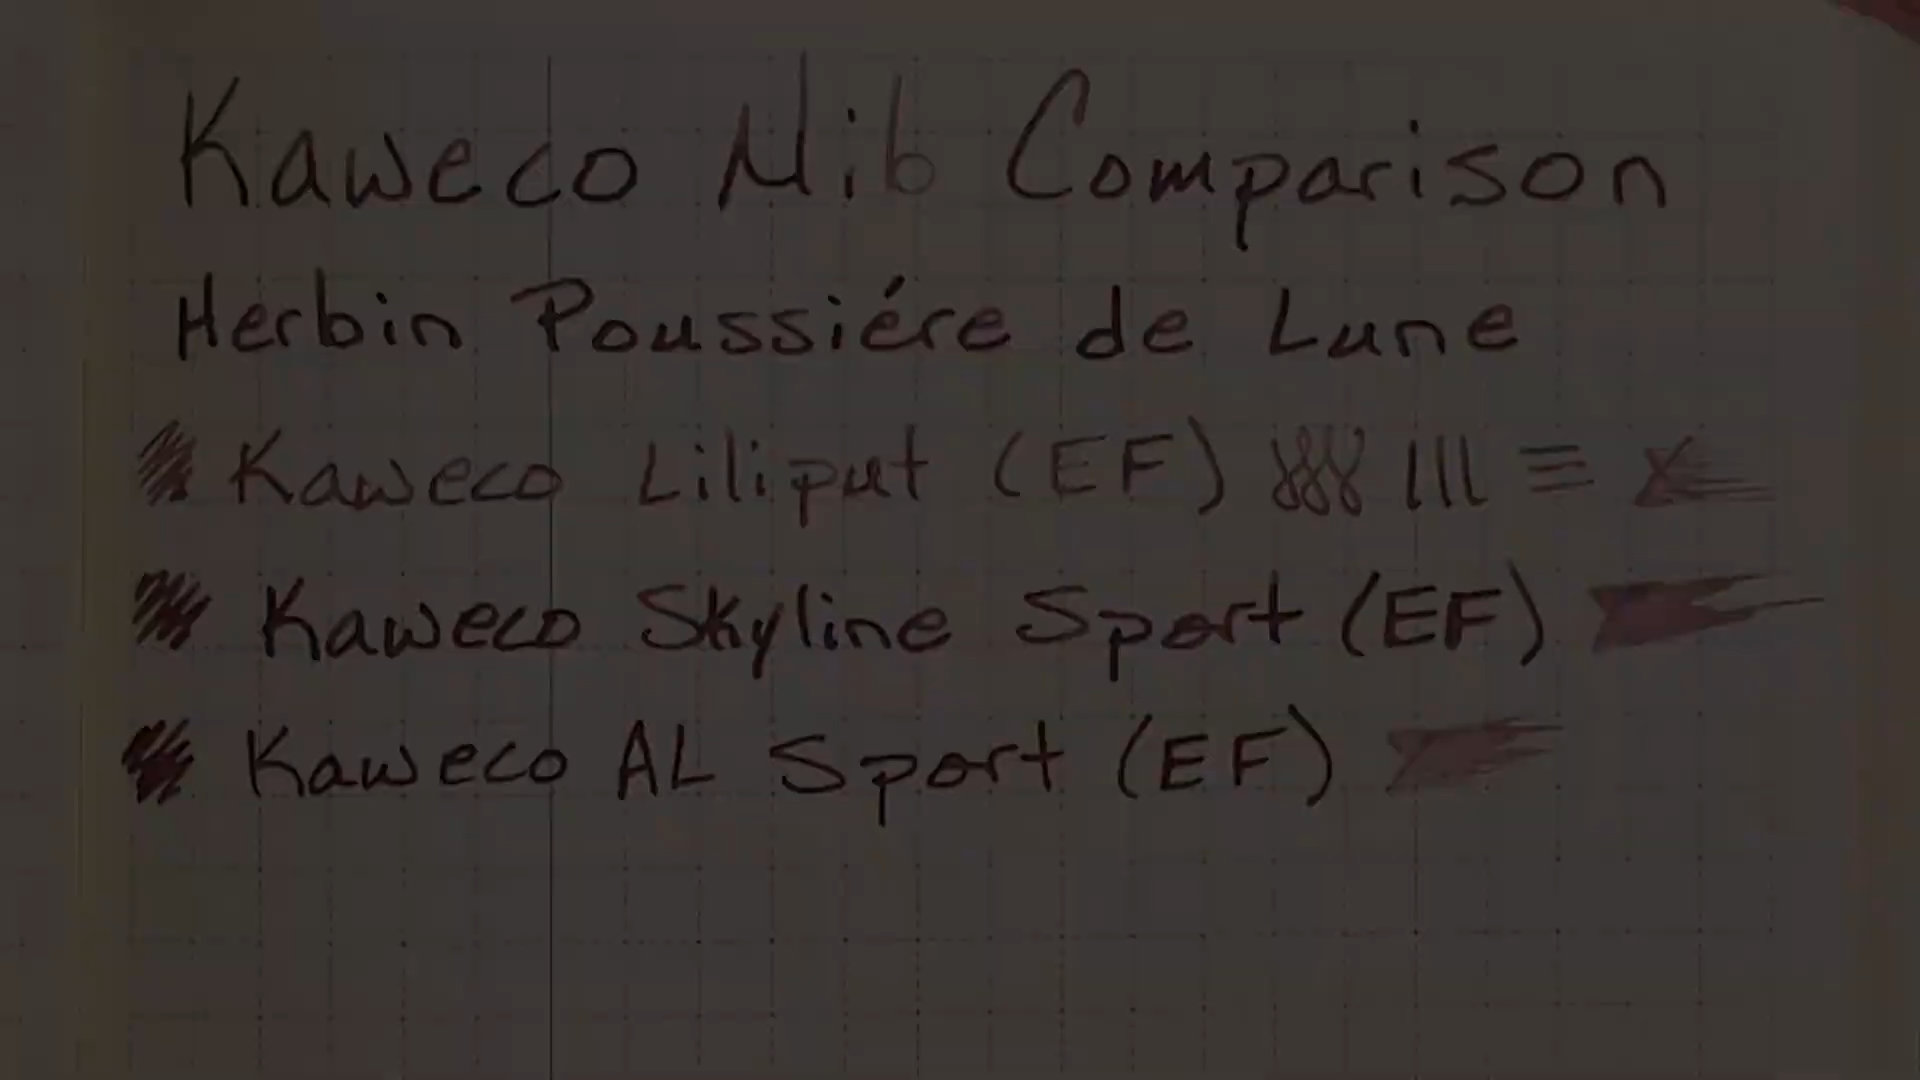 Kaweco Nib Comparison
Herbin Poussiére de Lune
Kaweco Liliput (EF)
Kaweco Skyline Sport (EF)
Kaweco AL Sport (EF)